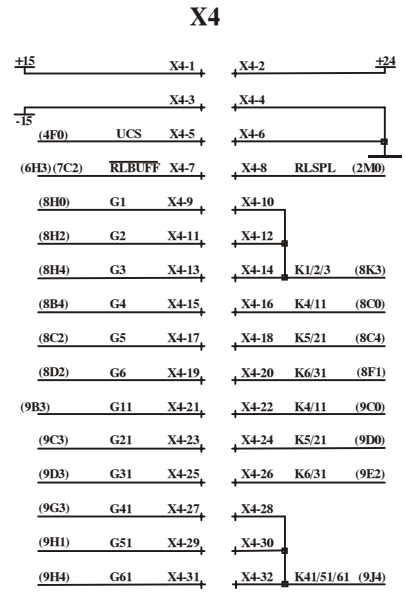 X4
+15 X4-1 X4-2 +24
-15 X4-3 X4-4
(4F0) UCS X4-5 X4-6
(6H3)(7C2) RLBUFF X4-7 X4-8 RLSPL (2M0)
(8H0) G1 X4-9 X4-10
(8H2) G2 X4-11 X4-12
(8H4) G3 X4-13 X4-14 K1/2/3 (8K3)
(8B4) G4 X4-15 X4-16 K4/11 (8C0)
(8C2) G5 X4-17 X4-18 K5/21 (8C4)
(8D2) G6 X4-19 X4-20 K6/31 (8F1)
(9B3) G11 X4-21 X4-22 K4/11 (9C0)
(9C3) G21 X4-23 X4-24 K5/21 (9D0)
(9D3) G31 X4-25 X4-26 K6/31 (9E2)
(9G3) G41 X4-27 X4-28
(9H1) G51 X4-29 X4-30
(9H4) G61 X4-31 X4-32 K41/51/61 (9J4)